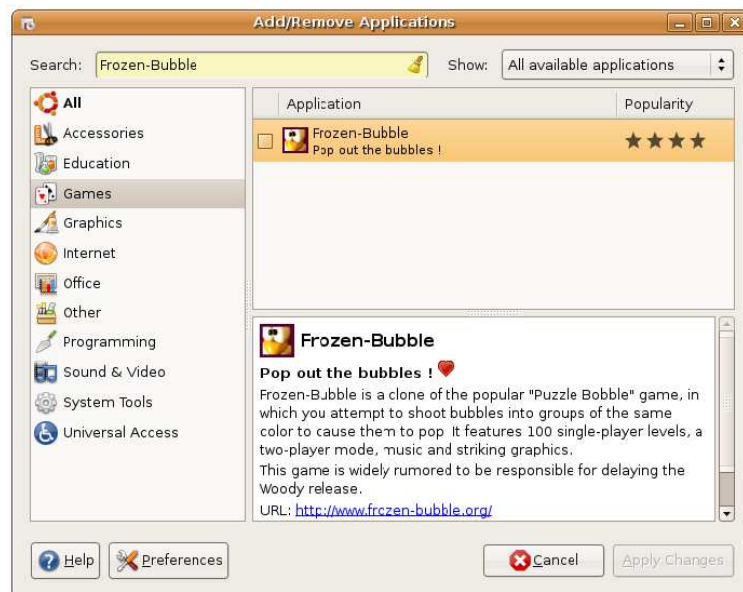 Add/Remove Applications
Search: Frozen-Bubble Show: All available applications
All
Accessories
Education
Games
Graphics
Internet
Office
Other
Programming
Sound & Video
System Tools
Universal Access
Application Popularity
Frozen-Bubble
Pop out the bubbles !
Frozen-Bubble
Pop out the bubbles !
Frozen-Bubble is a clone of the popular "Puzzle Bobble" game, in
which you attempt to shoot bubbles into groups of the same
color to cause them to pop. It features 100 single-player levels, a
two-player mode, music and striking graphics.
This game is widely rumored to be responsible for delaying the
Woody release.
URL: http://www.frozen-bubble.org/
Help Preferences Cancel Apply Changes